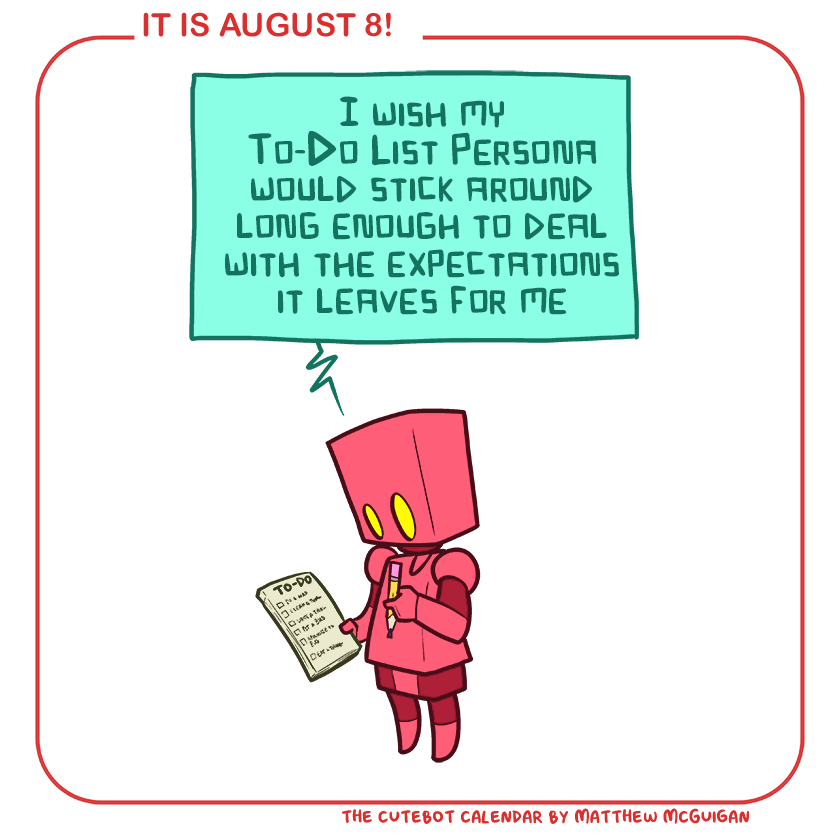 IT IS AUGUST 8!
I WISH MY
TO-DO LIST PERSONA
WOULD STICK AROUND
LONG ENOUGH TO DEAL
WITH THE EXPECTATIONS
IT LEAVES FOR ME
TO-DO
THE CUTEBOT CALENDAR BY MATTHEW MCGUIGAN